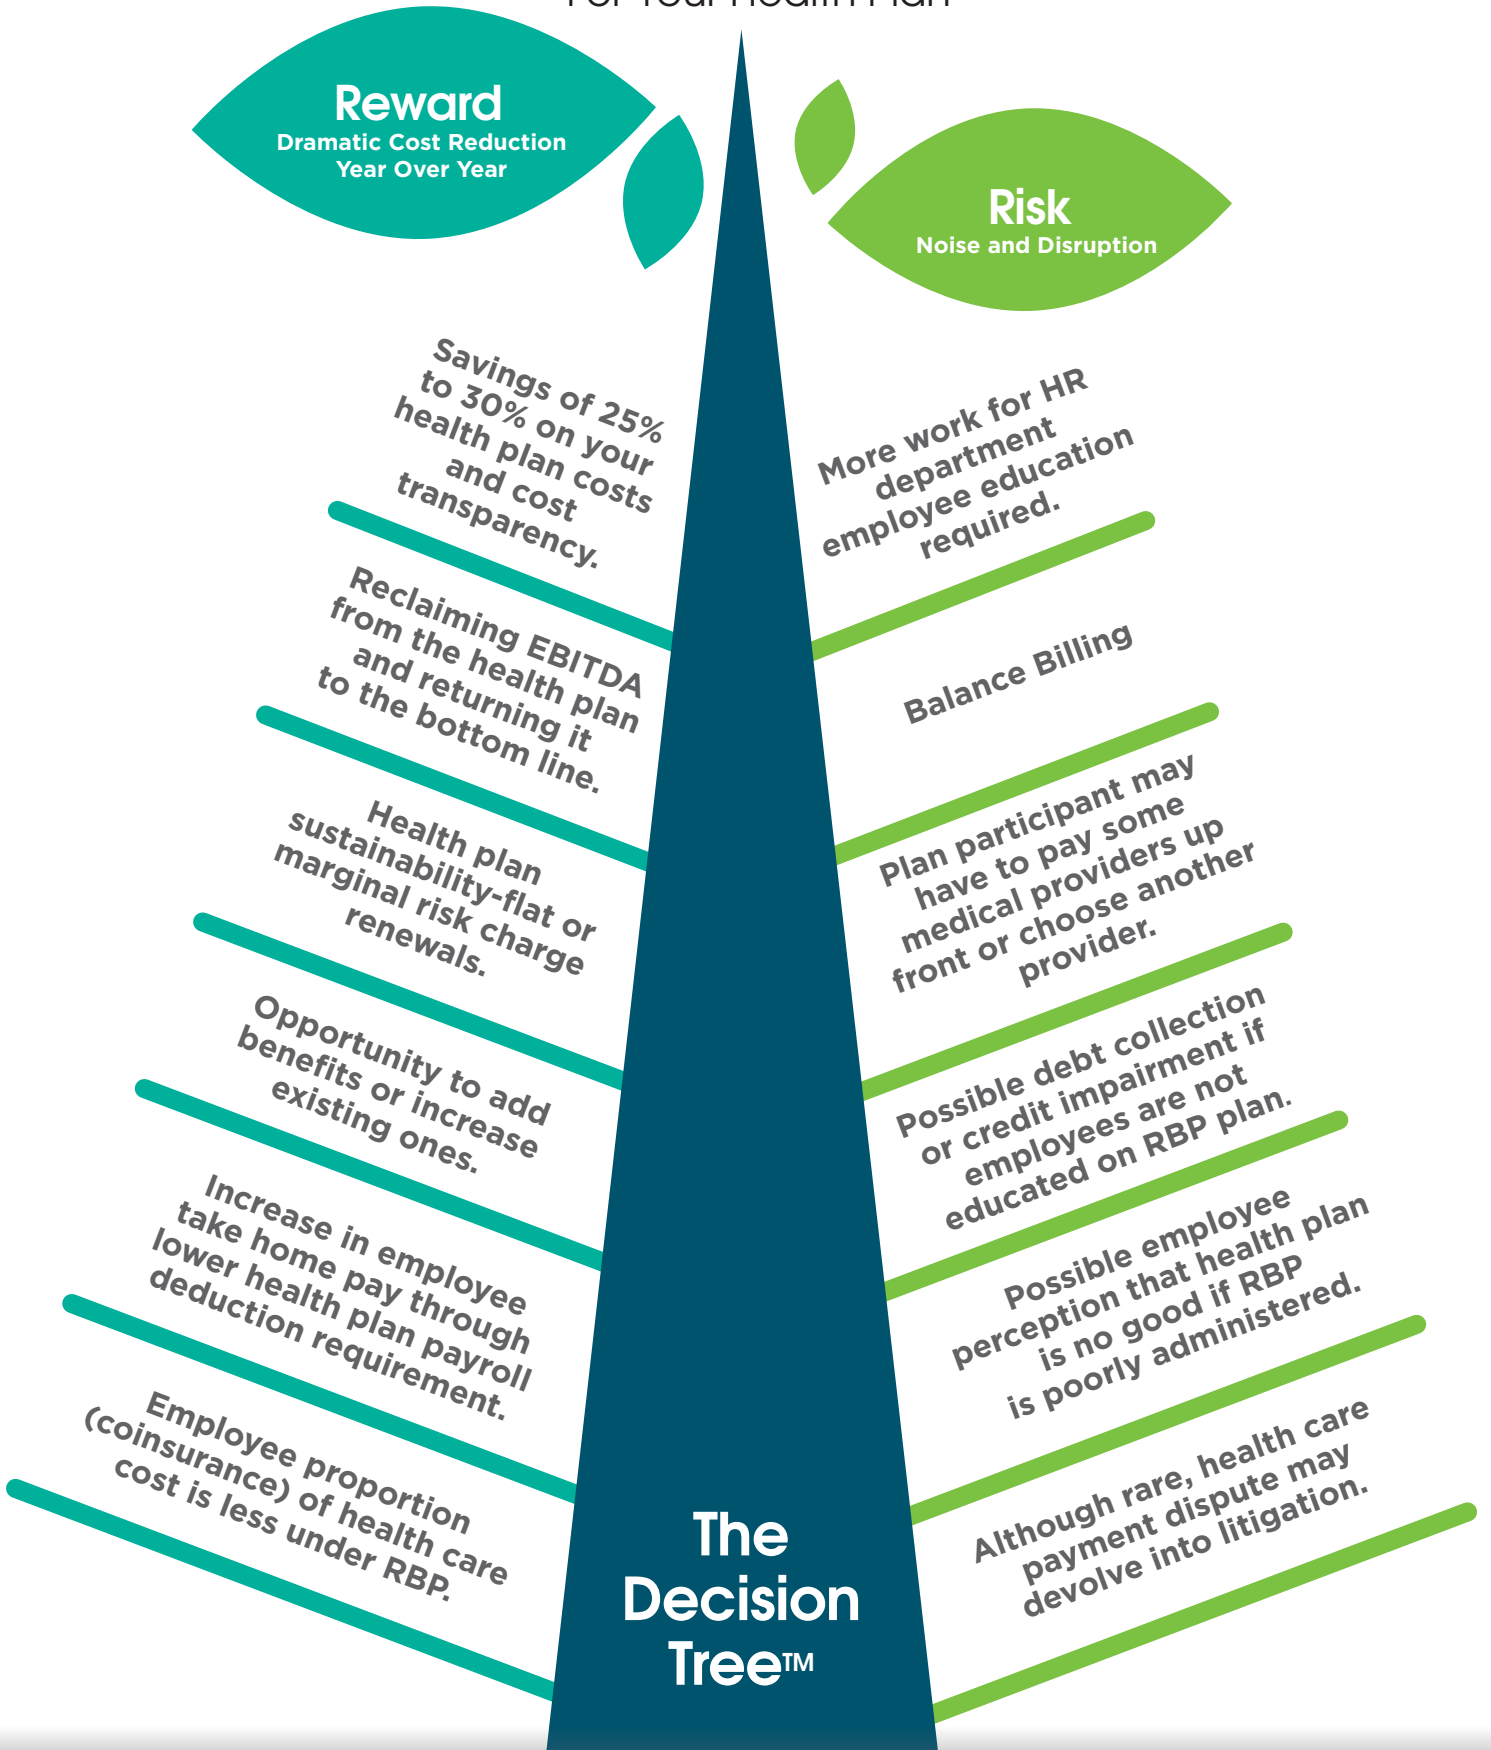 For Your Health Plan
Reward
Dramatic Cost Reduction
Year Over Year
Savings of 25%
to 30% on your
health plan costs
and cost
transparency.
Reclaiming EBITDA
from the health plan
and returning it
to the bottom line.
Health plan
sustainability-flat or
marginal risk charge
renewals.
Opportunity to add
benefits or increase
existing ones.
Increase in employee
take home pay through
lower health plan payroll
deduction requirement.
Employee proportion
(coinsurance) of health care
cost is less under RBP.
Risk
Noise and Disruption
More work for HR
department
employee education
required.
Balance Billing
Plan participant may
have to pay some
medical providers up
front or choose another
provider.
Possible debt collection
or credit impairment if
employees are not
educated on RBP plan.
Possible employee
perception that health plan
is no good if RBP
is poorly administered.
Although rare, health care
payment dispute may
devolve into litigation.
The
Decision
Tree™